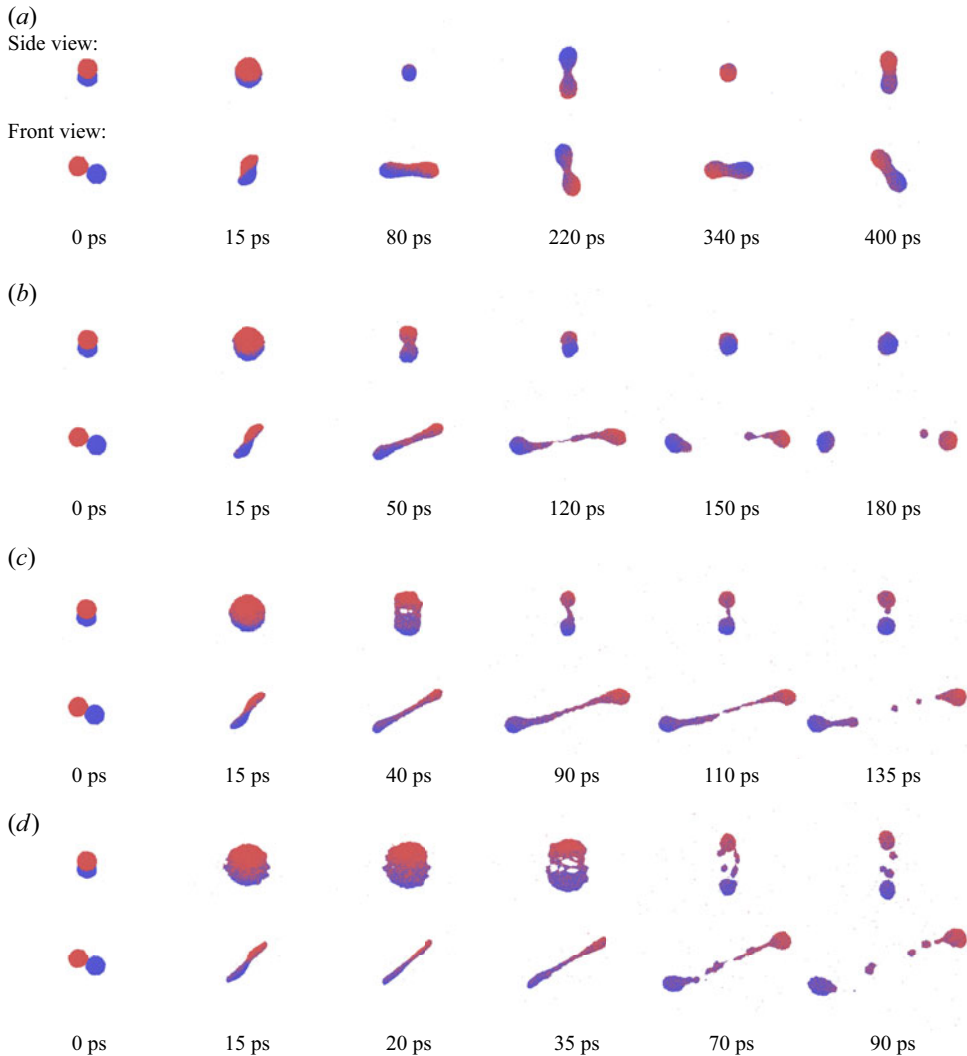 (a)
Side view:
Front view:
0 ps 15 ps 80 ps 220 ps 340 ps 400 ps
(b)
0 ps 15 ps 50 ps 120 ps 150 ps 180 ps
(c)
0 ps 15 ps 40 ps 90 ps 110 ps 135 ps
(d)
0 ps 15 ps 20 ps 35 ps 70 ps 90 ps